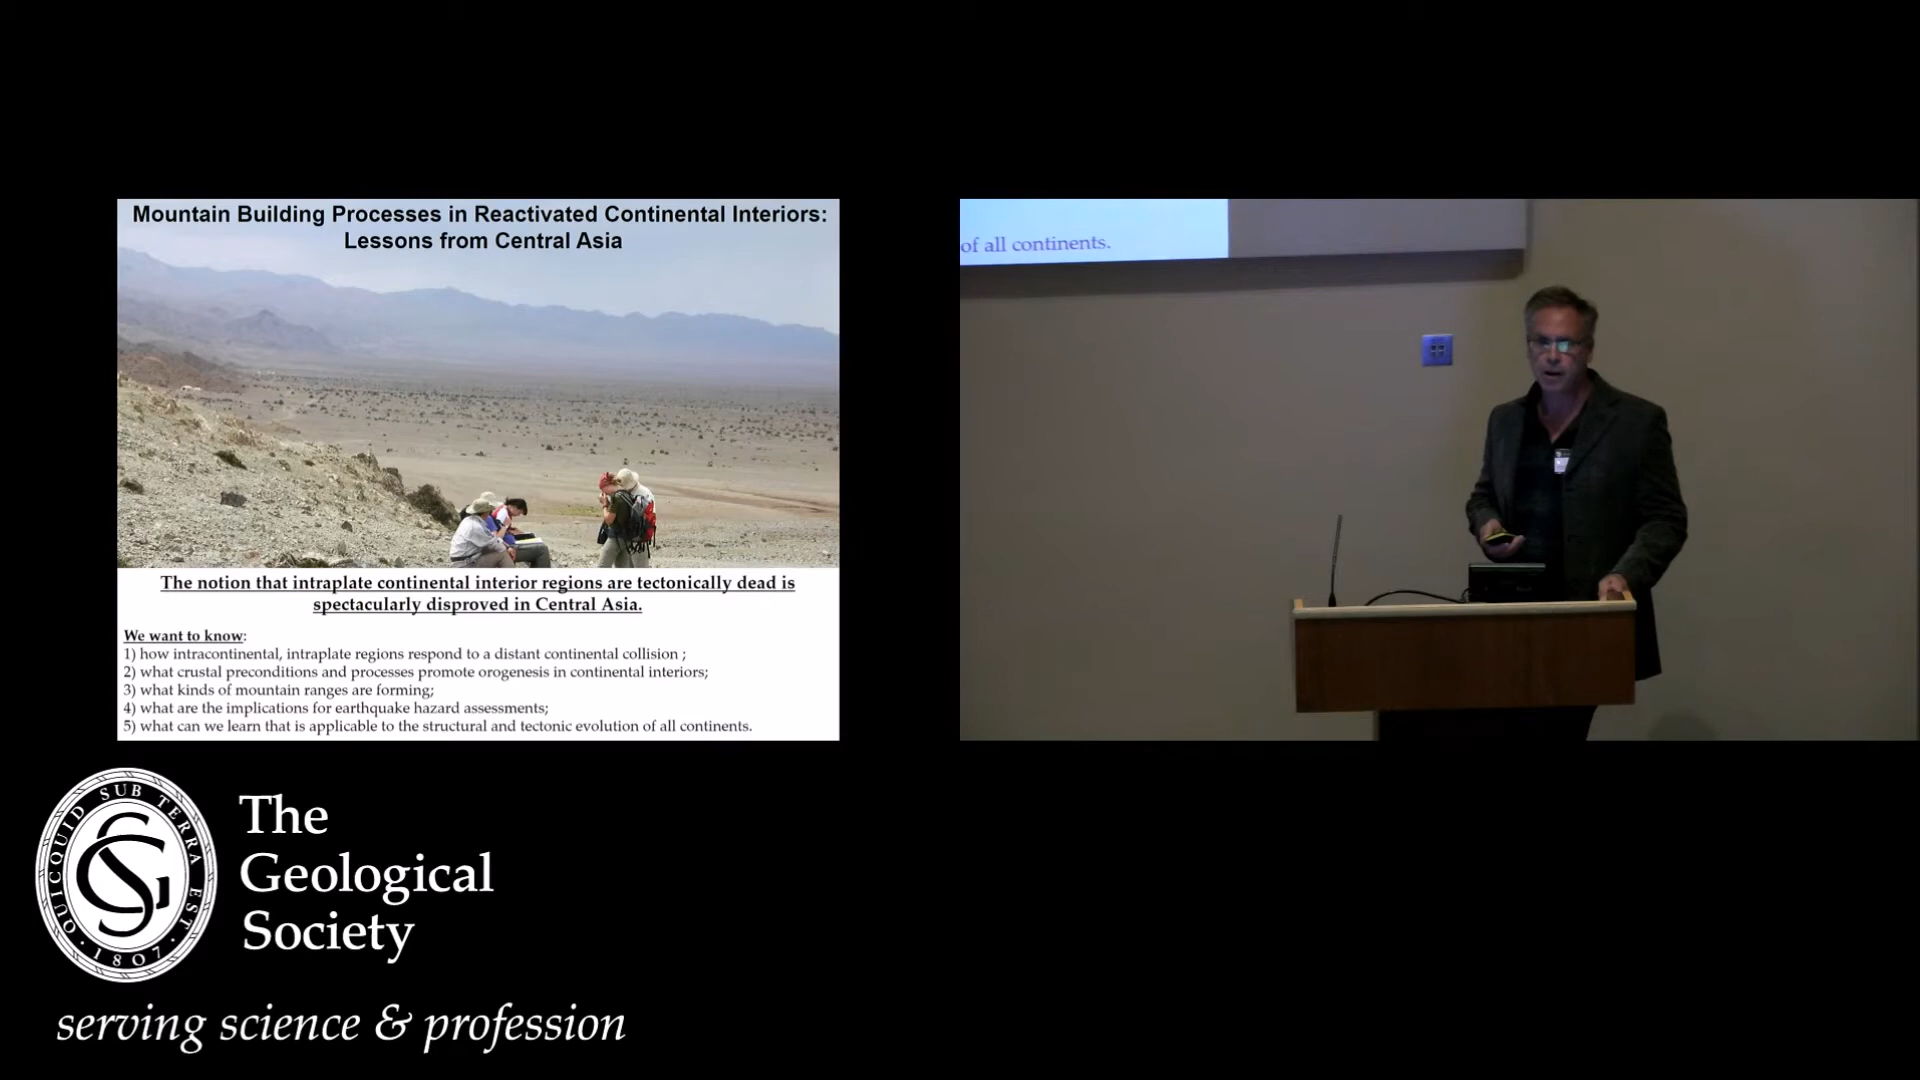 Mountain Building Processes in Reactivated Continental Interiors:
Lessons from Central Asia
The notion that intraplate continental interior regions are tectonically dead is
spectacularly disproved in Central Asia.
We want to know:
1) how intracontinental, intraplate regions respond to a distant continental collision ;
2) what crustal preconditions and processes promote orogenesis in continental interiors;
3) what kinds of mountain ranges are forming;
4) what are the implications for earthquake hazard assessments;
5) what can we learn that is applicable to the structural and tectonic evolution of all continents.
of all continents.
QUICQUID SUB TERRA EST
1807
GS
The
Geological
Society
serving science & profession